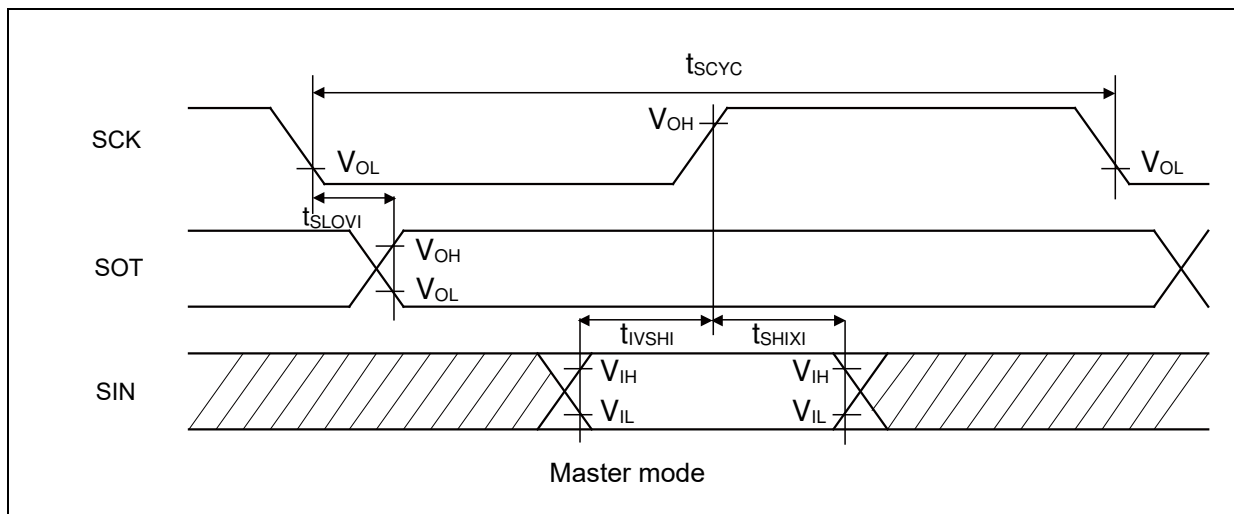 tSCYC
SCK
VOH
VOL
VOL
tSLOVI
SOT
VOH
VOL
tIVSHI
tSHIXI
SIN
VIH
VIH
VIL
VIL
Master mode